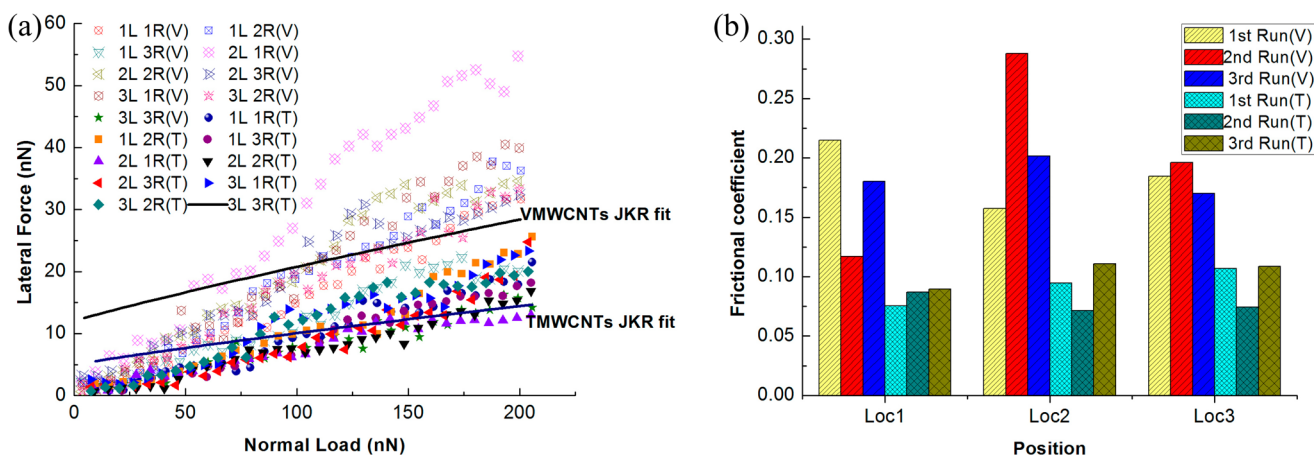 (a)
60
50
40
30
20
10
0
Lateral Force (nN)
1L 1R(V) 1L 2R(V)
1L 3R(V) 2L 1R(V)
2L 2R(V) 2L 3R(V)
3L 1R(V) 3L 2R(V)
3L 3R(V) 1L 1R(T)
1L 2R(T) 1L 3R(T)
2L 1R(T) 2L 2R(T)
2L 3R(T) 3L 1R(T)
3L 2R(T) 3L 3R(T)
VMWCNTs JKR fit
TMWCNTs JKR fit
0 50 100 150 200
Normal Load (nN)
(b)
0.30
0.25
0.20
0.15
0.10
0.05
0.00
Frictional coefficient
1st Run(V)
2nd Run(V)
3rd Run(V)
1st Run(T)
2nd Run(T)
3rd Run(T)
Loc1 Loc2 Loc3
Position